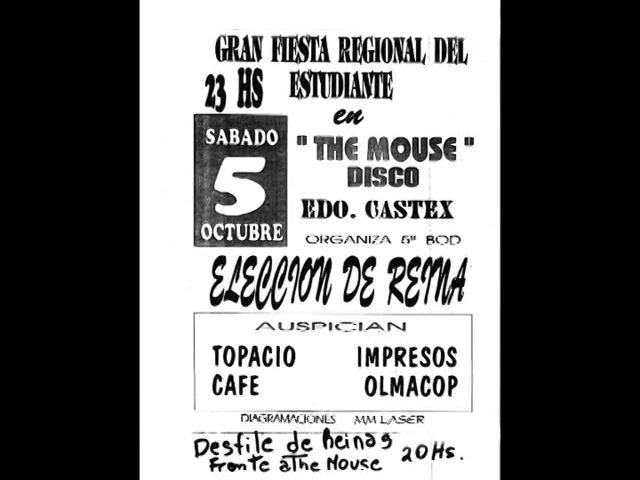 GRAN FIESTA REGIONAL DEL
ESTUDIANTE
23 HS
en
SABADO
5
OCTUBRE
"THE MOUSE"
DISCO
EDO. CASTEX
ORGANIZA 5º BOD
ELECCION DE REINA
AUSPICIAN
TOPACIO IMPRESOS
CAFE OLMACOP
DIAGRAMACIONES MM LASER
Desfile de Reinas 20Hs.
Frente a The Mouse